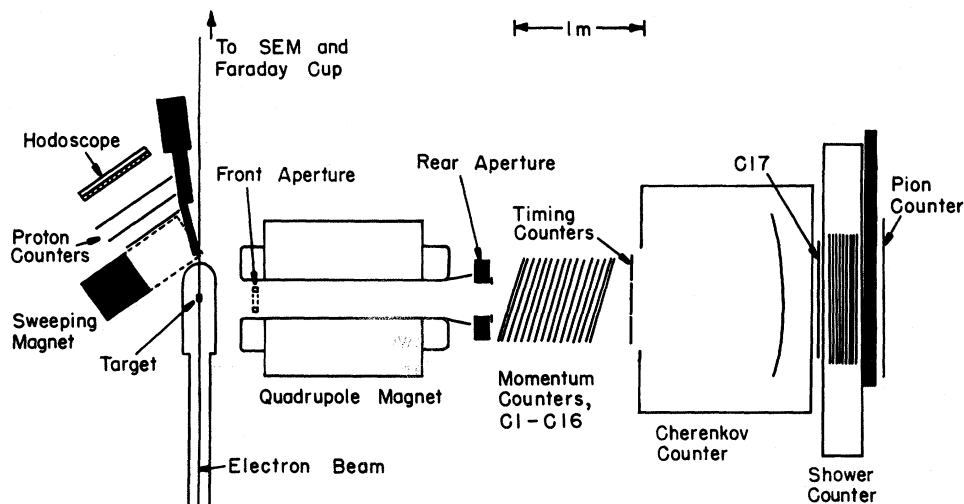 To SEM and
Faraday Cup
1m
Hodoscope
Front Aperture
Rear Aperture
C17
Pion
Counter
Timing
Counters
Proton
Counters
Sweeping
Magnet
Target
Quadrupole Magnet
Momentum
Counters,
C1-C16
Cherenkov
Counter
Electron Beam
Shower
Counter